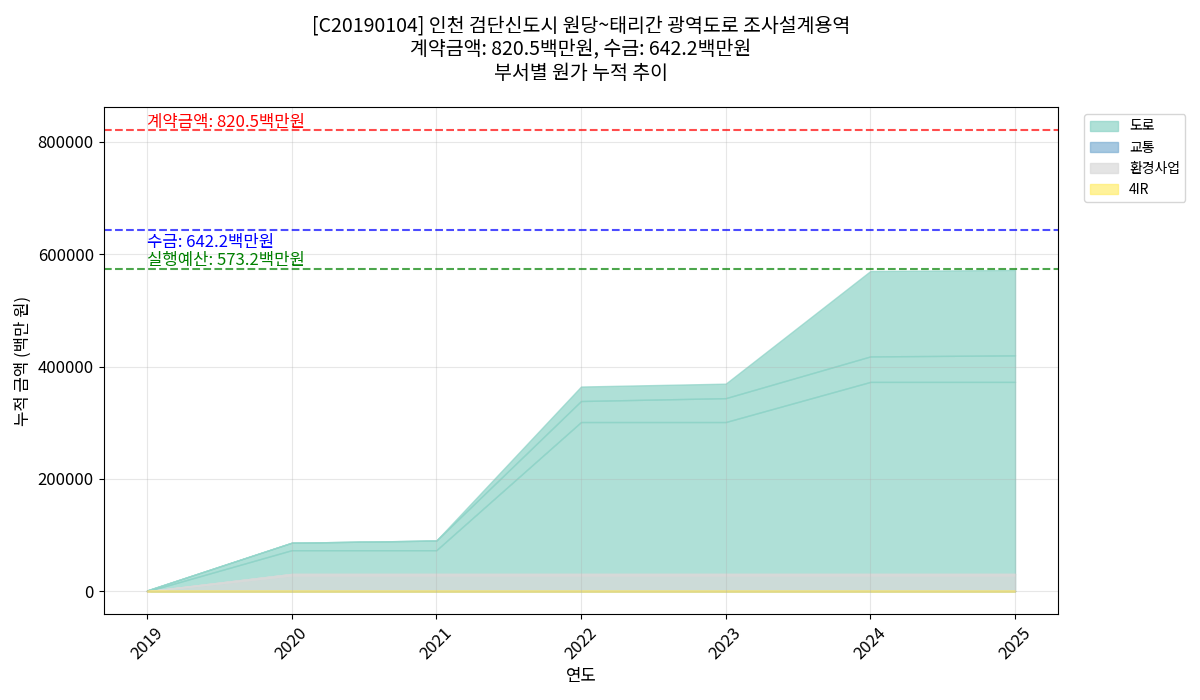 [C20190104] 인천 검단신도시 원당~태리간 광역도로 조사설계용역
계약금액: 820.5백만원, 수금: 642.2백만원
부서별 원가 누적 추이
계약금액: 820.5백만원
수금: 642.2백만원
실행예산: 573.2백만원
도로
교통
환경사업
4IR
누적 금액 (백만 원)
800000
600000
400000
200000
0
2019
2020
2021
2022
2023
2024
2025
연도